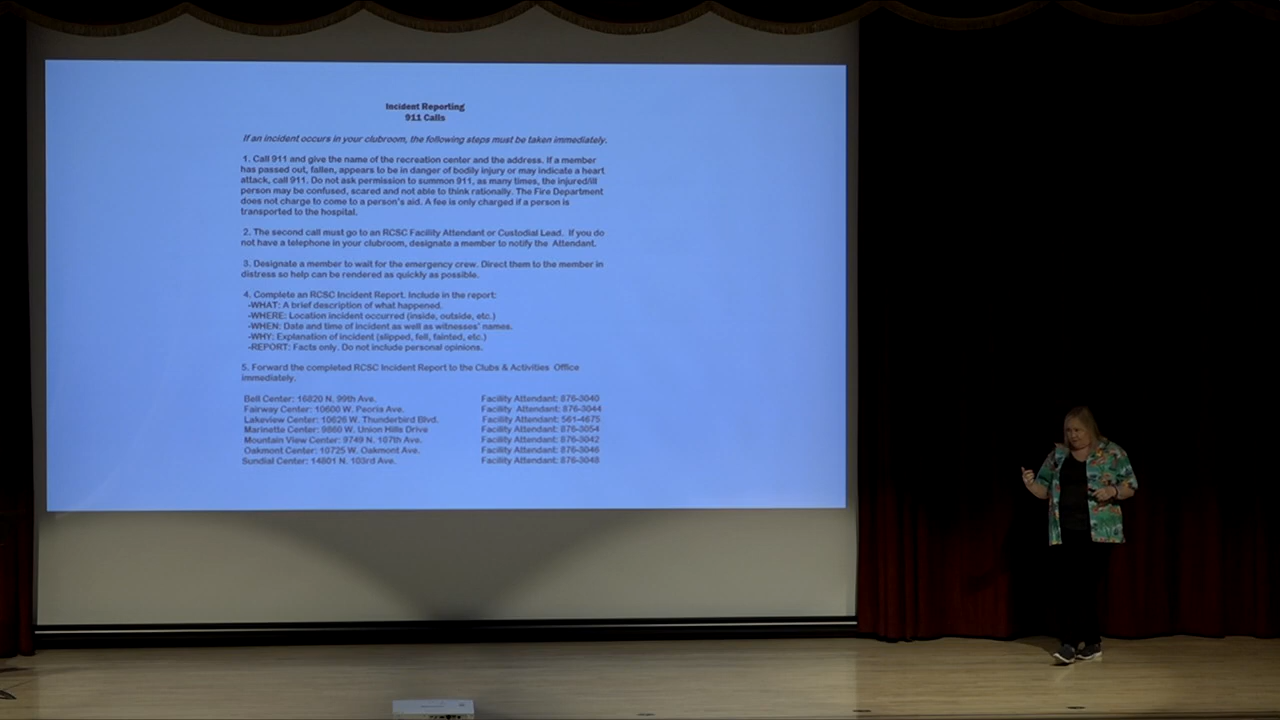 Incident Reporting
911 Calls
If an incident occurs in your clubroom, the following steps must be taken immediately.
1. Call 911 and give the name of the recreation center and the address. If a member
has passed out, fallen, appears to be in danger of bodily injury or may indicate a heart
attack, call 911. Do not ask permission to summon 911, as many times, the injured/ill
person may be confused, scared and not able to think rationally. The Fire Department
does not charge to come to a person's aid. A fee is only charged if a person is
transported to the hospital.
2. The second call must go to an RCSC Facility Attendant or Custodial Lead. If you do
not have a telephone in your clubroom, designate a member to notify the Attendant.
3. Designate a member to wait for the emergency crew. Direct them to the member in
distress so help can be rendered as quickly as possible.
4. Complete an RCSC Incident Report. Include in the report:
-WHAT: A brief description of what happened.
-WHERE: Location incident occurred (inside, outside, etc.)
-WHEN: Date and time of incident as well as witnesses' names.
-WHY: Explanation of incident (slipped, fell, fainted, etc.)
-REPORT: Facts only. Do not include personal opinions.
5. Forward the completed RCSC Incident Report to the Clubs & Activities Office
immediately.
Bell Center: 16820 N. 99th Ave. Facility Attendant: 876-3040
Fairway Center: 10600 W. Peoria Ave. Facility Attendant: 876-3044
Lakeview Center: 10626 W. Thunderbird Blvd. Facility Attendant: 561-4675
Marinette Center: 9860 W. Union Hills Drive Facility Attendant: 876-3054
Mountain View Center: 9749 N. 107th Ave. Facility Attendant: 876-3042
Oakmont Center: 10725 W. Oakmont Ave. Facility Attendant: 876-3046
Sundial Center: 14801 N. 103rd Ave. Facility Attendant: 876-3048